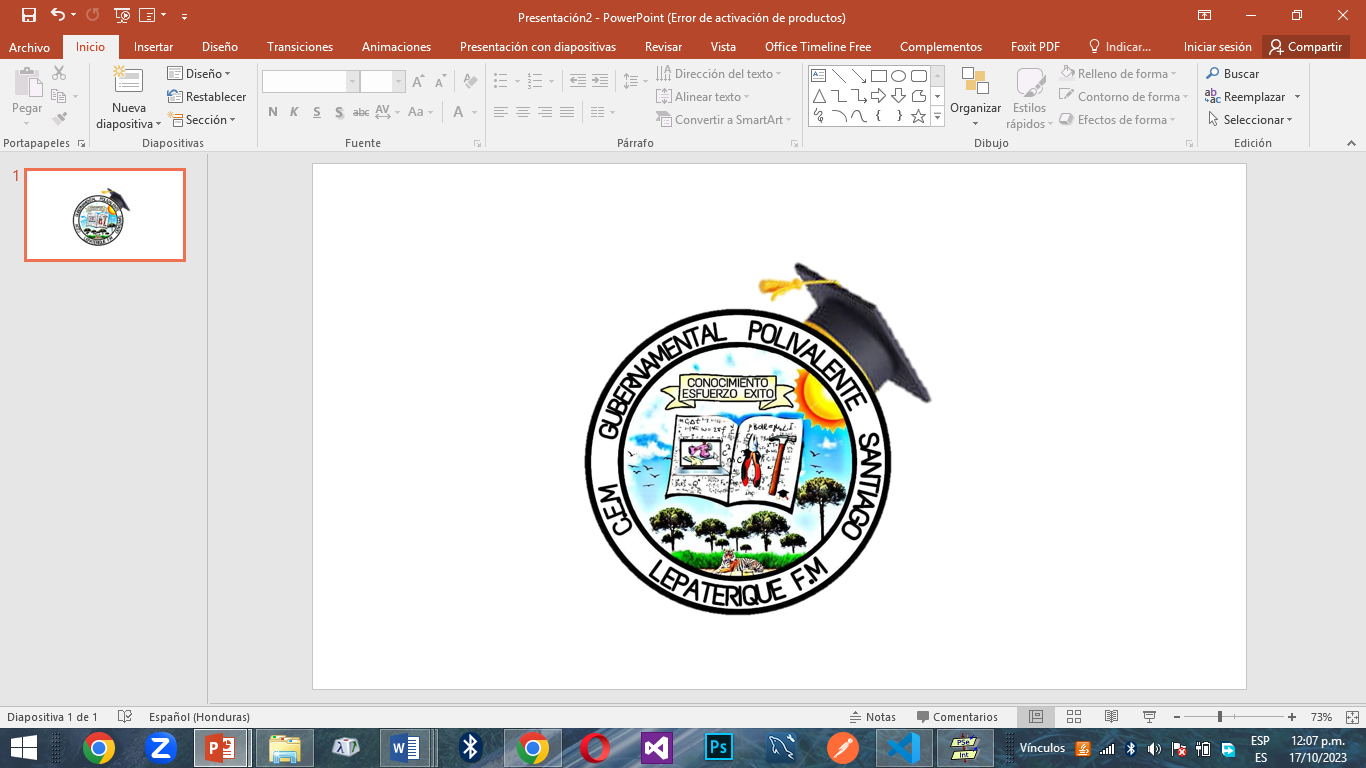 Presentación2 - PowerPoint (Error de activación de productos)
Archivo Inicio Insertar Diseño Transiciones Animaciones Presentación con diapositivas Revisar Vista Office Timeline Free Complementos Foxit PDF Indicar... Iniciar sesión Compartir
Pegar
Portapapeles
Nueva diapositiva
Diseño
Restablecer
Sección
Diapositivas
N K S S abc AV Aa A
Fuente
Dirección del texto
Alinear texto
Convertir a SmartArt
Párrafo
Organizar
Estilos rápidos
Relleno de forma
Contorno de forma
Efectos de forma
Dibujo
Buscar
Reemplazar
Seleccionar
Edición
1
C.F.M GUBERNAMENTAL POLIVALENTE SANTIAGO
CONOCIMIENTO
ESFUERZO EXITO
LEPATERIQUE F.M
Diapositiva 1 de 1 Español (Honduras) Notas Comentarios 73%
Vínculos ESP 12:07 p.m.
ES 17/10/2023